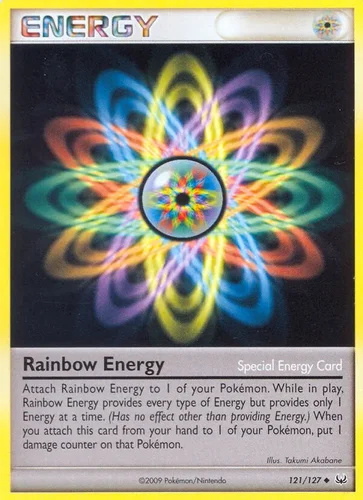 ENERGY
Rainbow Energy
Special Energy Card
Attach Rainbow Energy to 1 of your Pokémon. While in play,
Rainbow Energy provides every type of Energy but provides only 1
Energy at a time. (Has no effect other than providing Energy.) When
you attach this card from your hand to 1 of your Pokémon, put 1
damage counter on that Pokémon.
Illus. Takumi Akabane
©2009 Pokémon/Nintendo
121/127